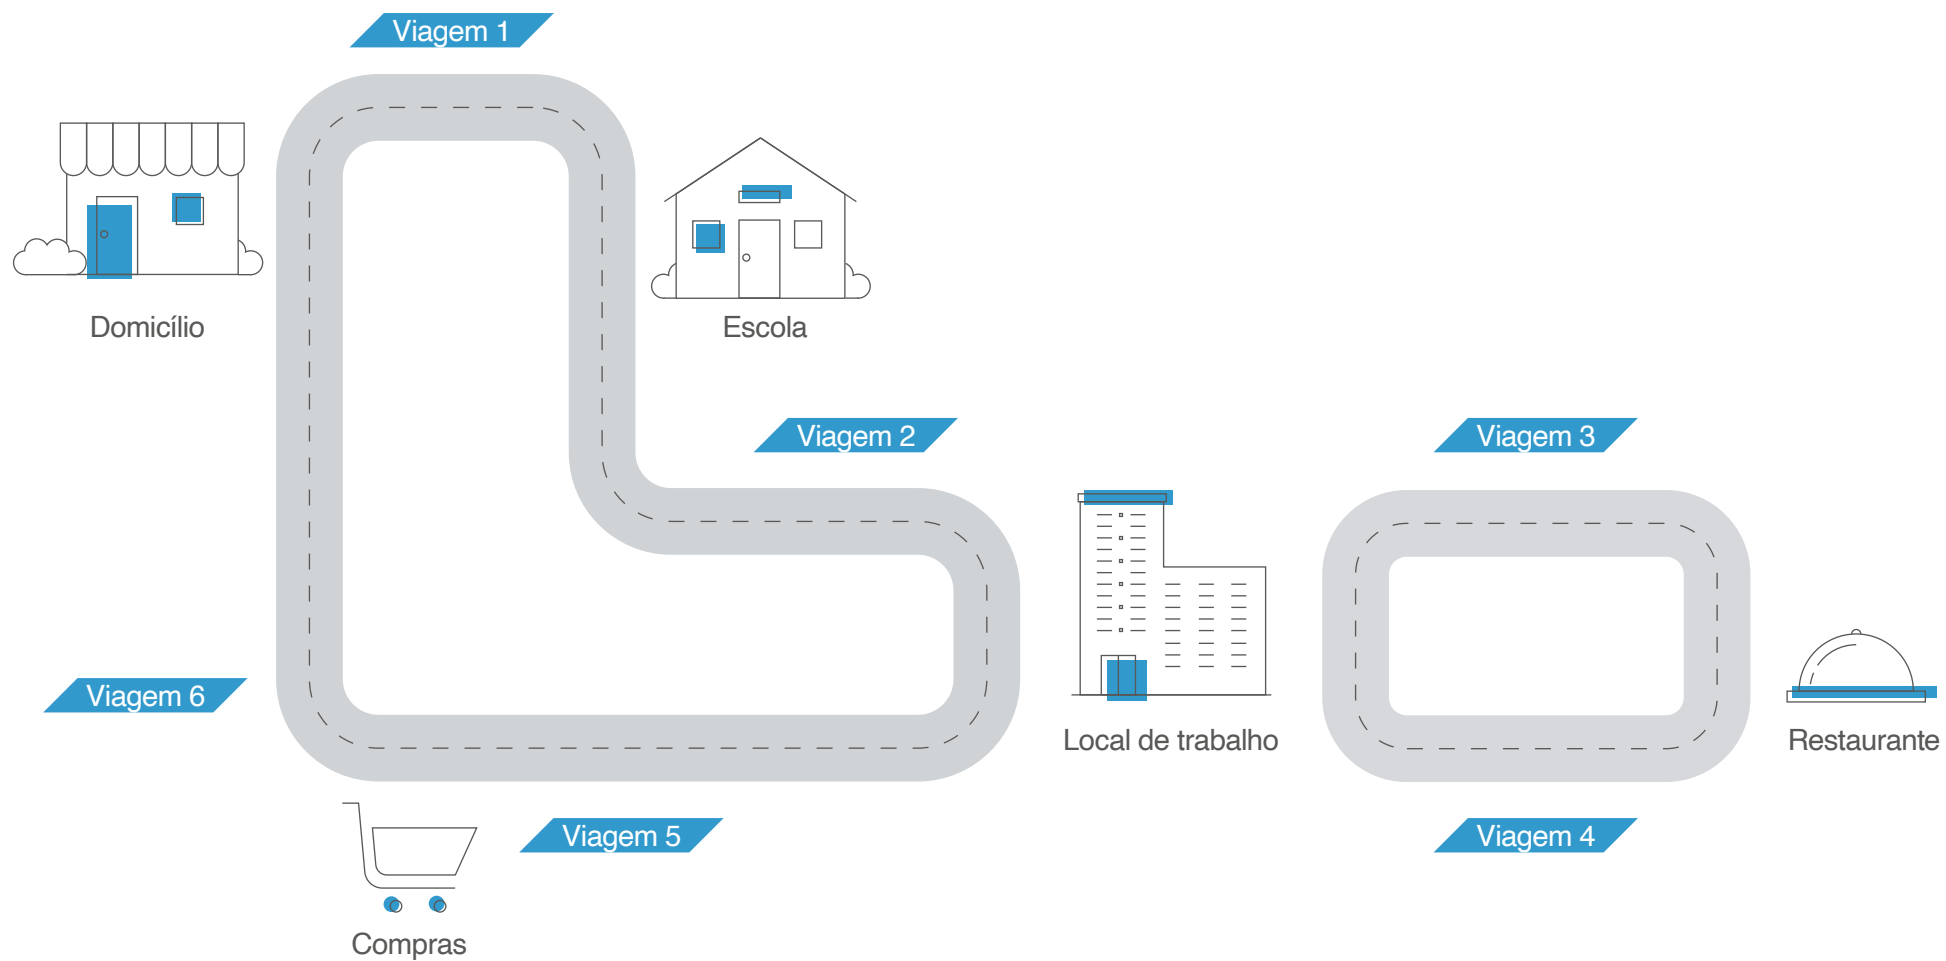 Viagem 1
Domicílio
Escola
Viagem 2
Viagem 3
Viagem 6
Local de trabalho
Restaurante
Viagem 5
Viagem 4
Compras